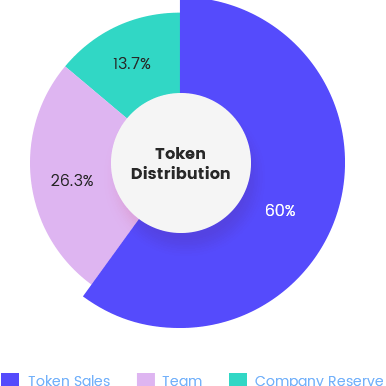 13.7%
Token
Distribution
26.3%
60%
Token Sales Team Company Reserve